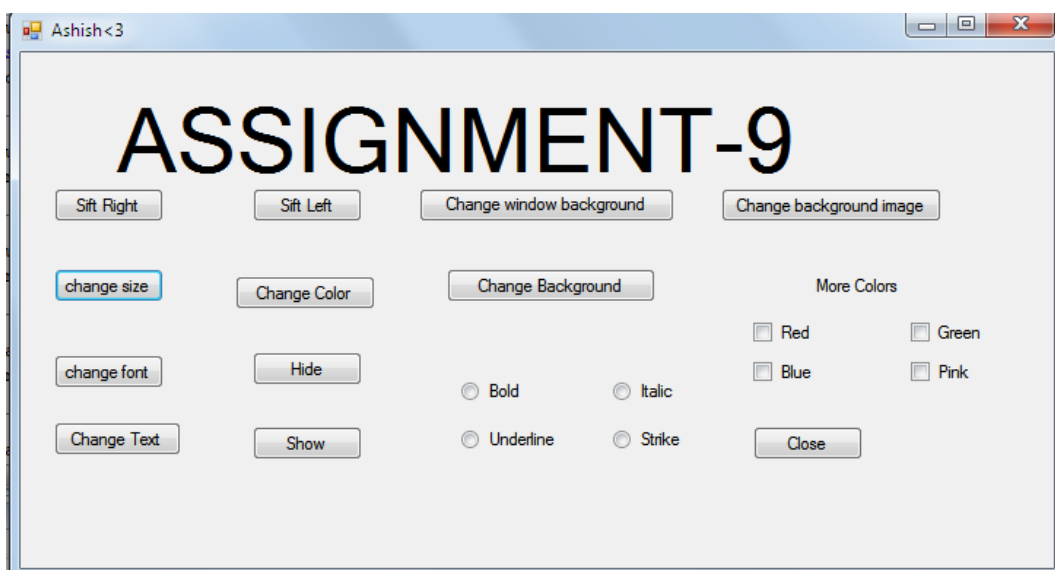 Ashish<3
ASSIGNMENT-9
Sift Right Sift Left Change window background Change background image
change size Change Color Change Background More Colors
Red Green
change font Hide Blue Pink
Bold Italic
Change Text Show Underline Strike Close